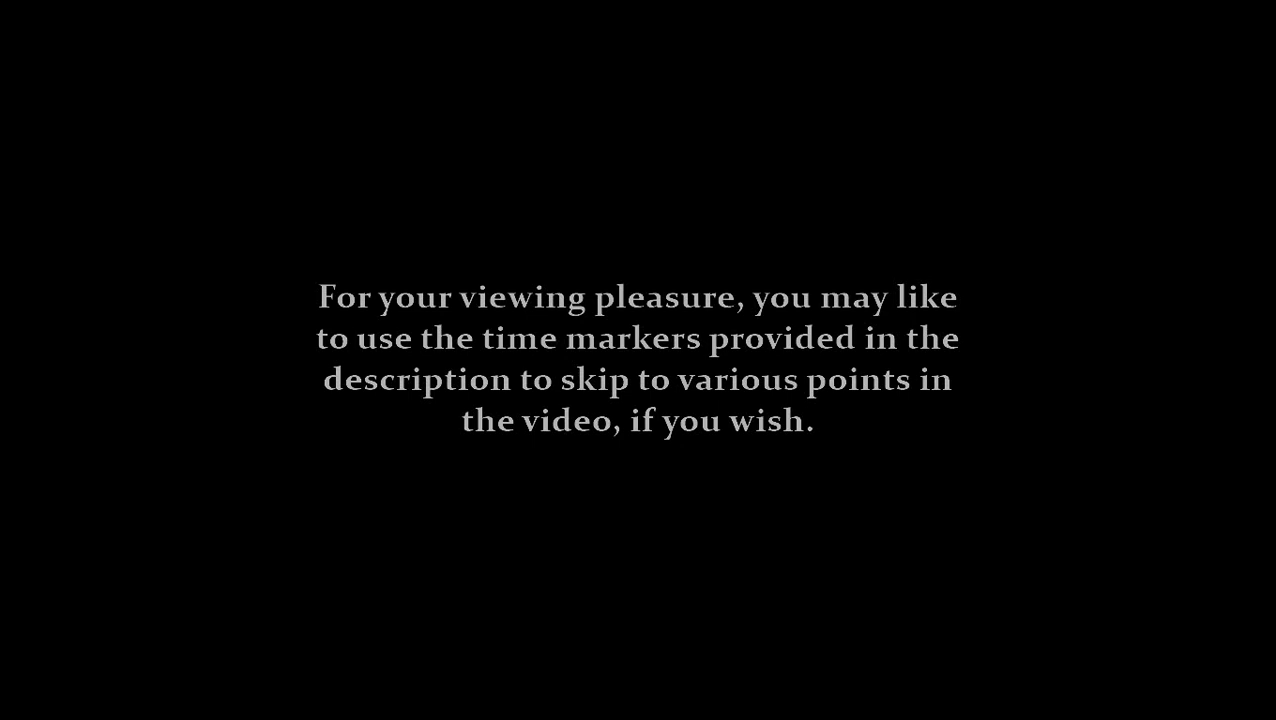 For your viewing pleasure, you may like
to use the time markers provided in the
description to skip to various points in
the video, if you wish.